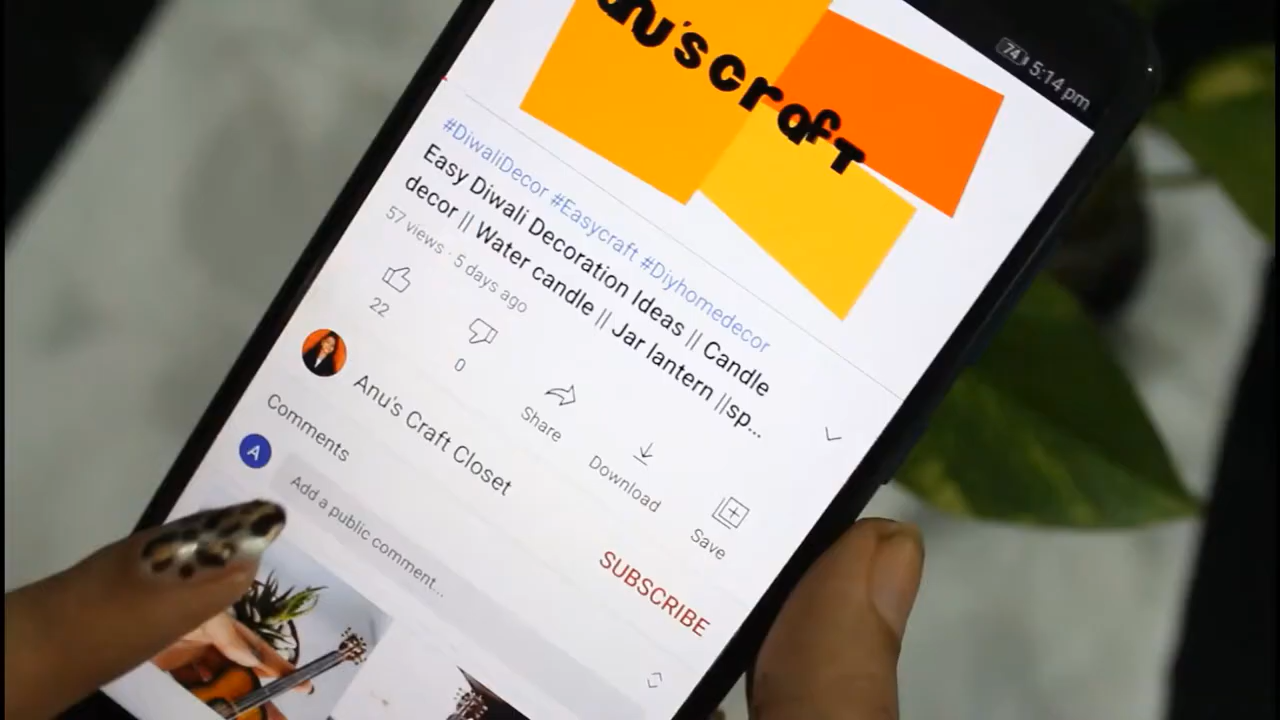 74 5:14 pm
anu's craft
#DiwaliDecor #Easycraft #Diyhomedecor
Easy Diwali Decoration Ideas || Candle
decor || Water candle || Jar lantern ||sp...
57 views · 5 days ago
22
0
Share
Download
Save
Anu's Craft Closet
SUBSCRIBE
Comments
A
Add a public comment...